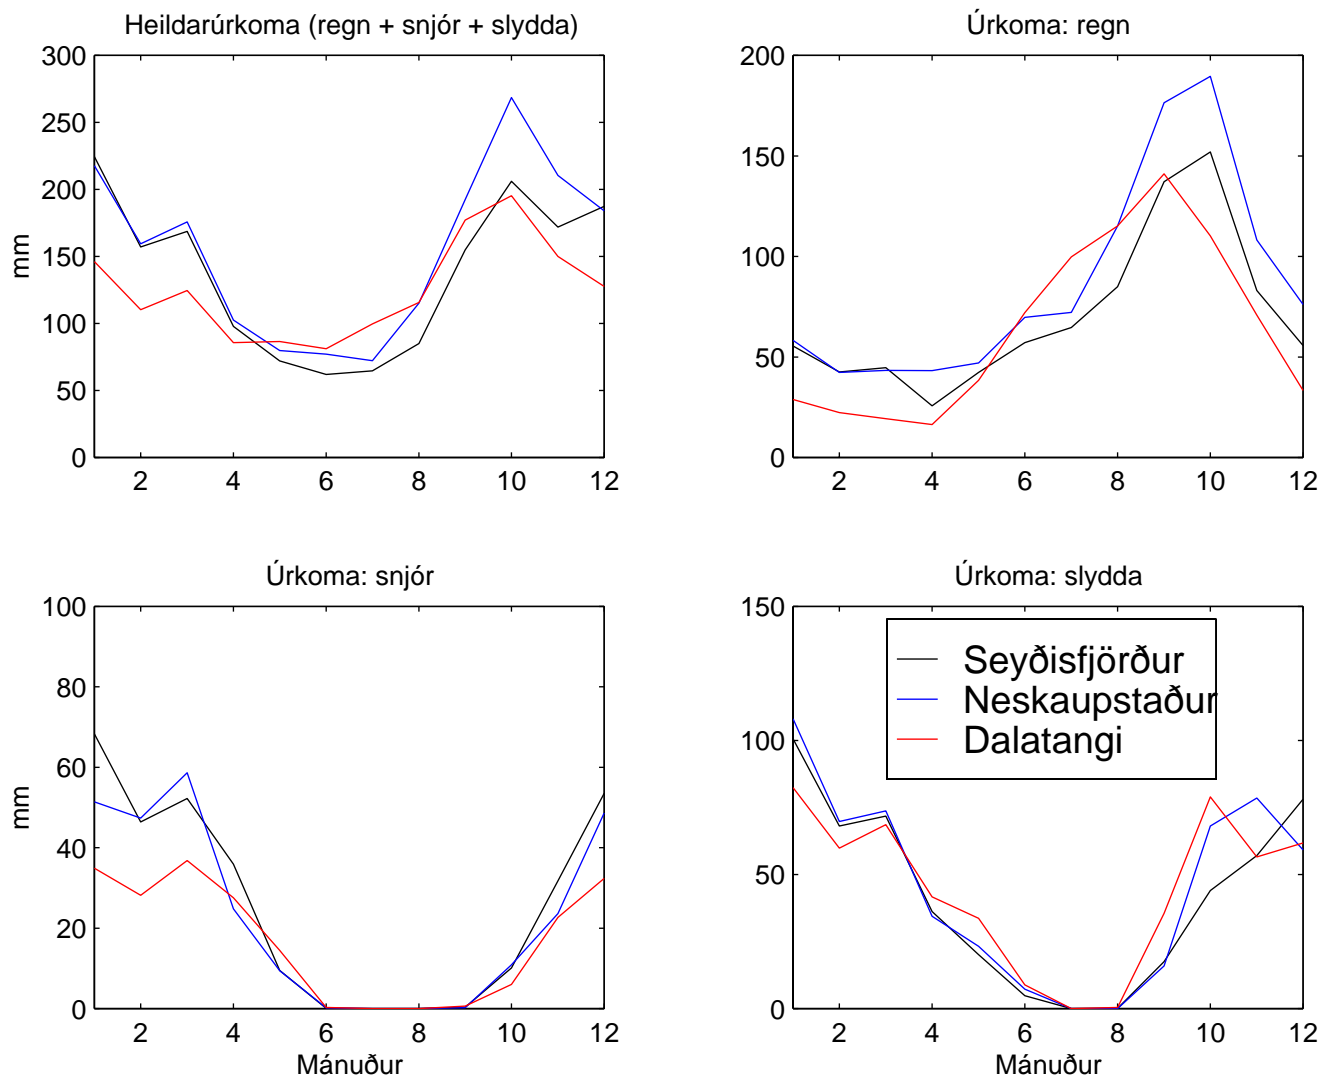 Heildarúrkoma (regn + snjór + slydda)
300
250
200
150
100
50
0
mm
2 4 6 8 10 12
Úrkoma: regn
200
150
100
50
0
2 4 6 8 10 12
Úrkoma: snjór
100
80
60
40
20
0
mm
2 4 6 8 10 12
Mánuður
Úrkoma: slydda
150
100
50
0
Seyðisfjörður
Neskaupstaður
Dalatangi
2 4 6 8 10 12
Mánuður